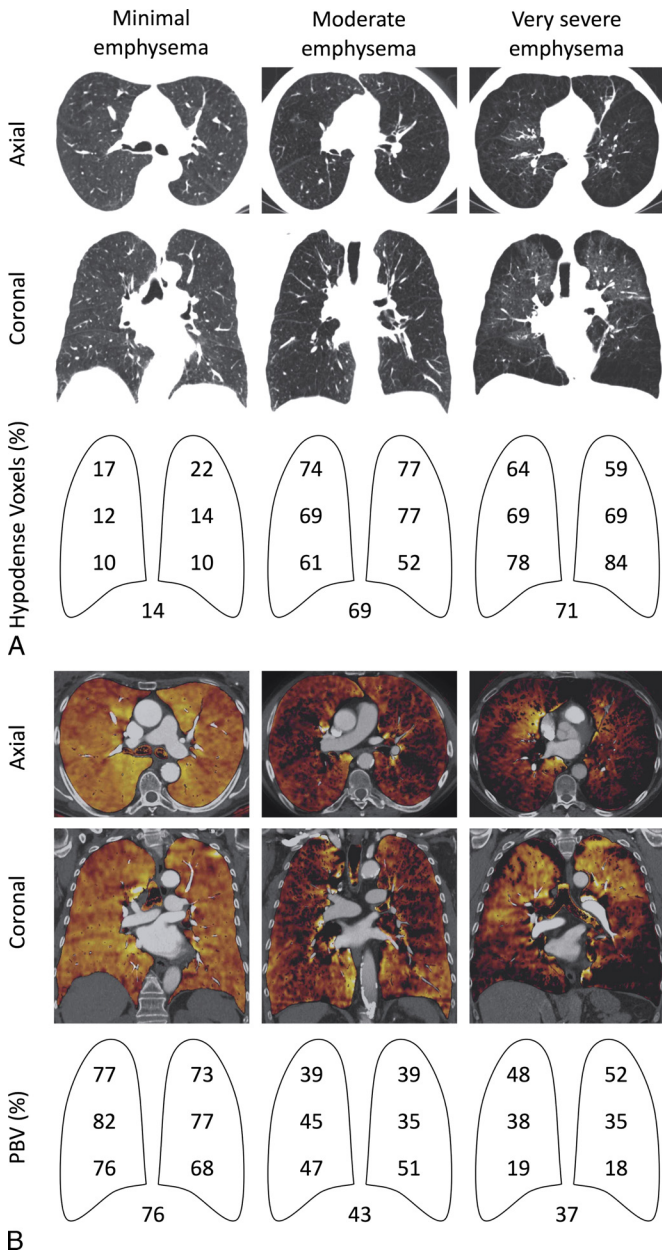 Minimal
emphysema
Moderate
emphysema
Very severe
emphysema
Axial
Coronal
Hypodense Voxels (%)
17 22 74 77 64 59
12 14 69 77 69 69
10 10 61 52 78 84
14 69 71
A
Axial
Coronal
PBV (%)
77 73 39 39 48 52
82 77 45 35 38 35
76 68 47 51 19 18
76 43 37
B